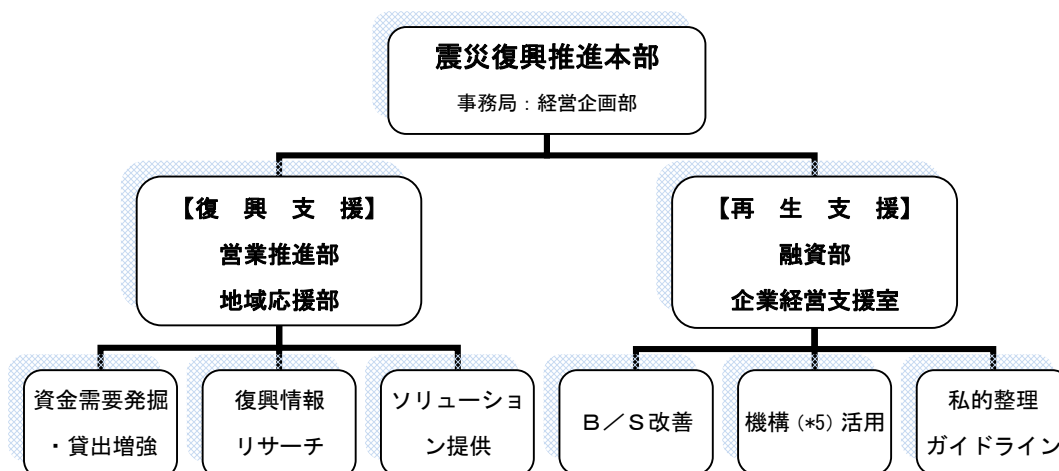 震災復興推進本部
事務局：経営企画部
【復　興　支　援】
営業推進部
地域応援部
【再　生　支　援】
融資部
企業経営支援室
資金需要発掘
・貸出増強
復興情報
リサーチ
ソリューショ
ン提供
Ｂ／Ｓ改善
機構(*5)活用
私的整理
ガイドライン